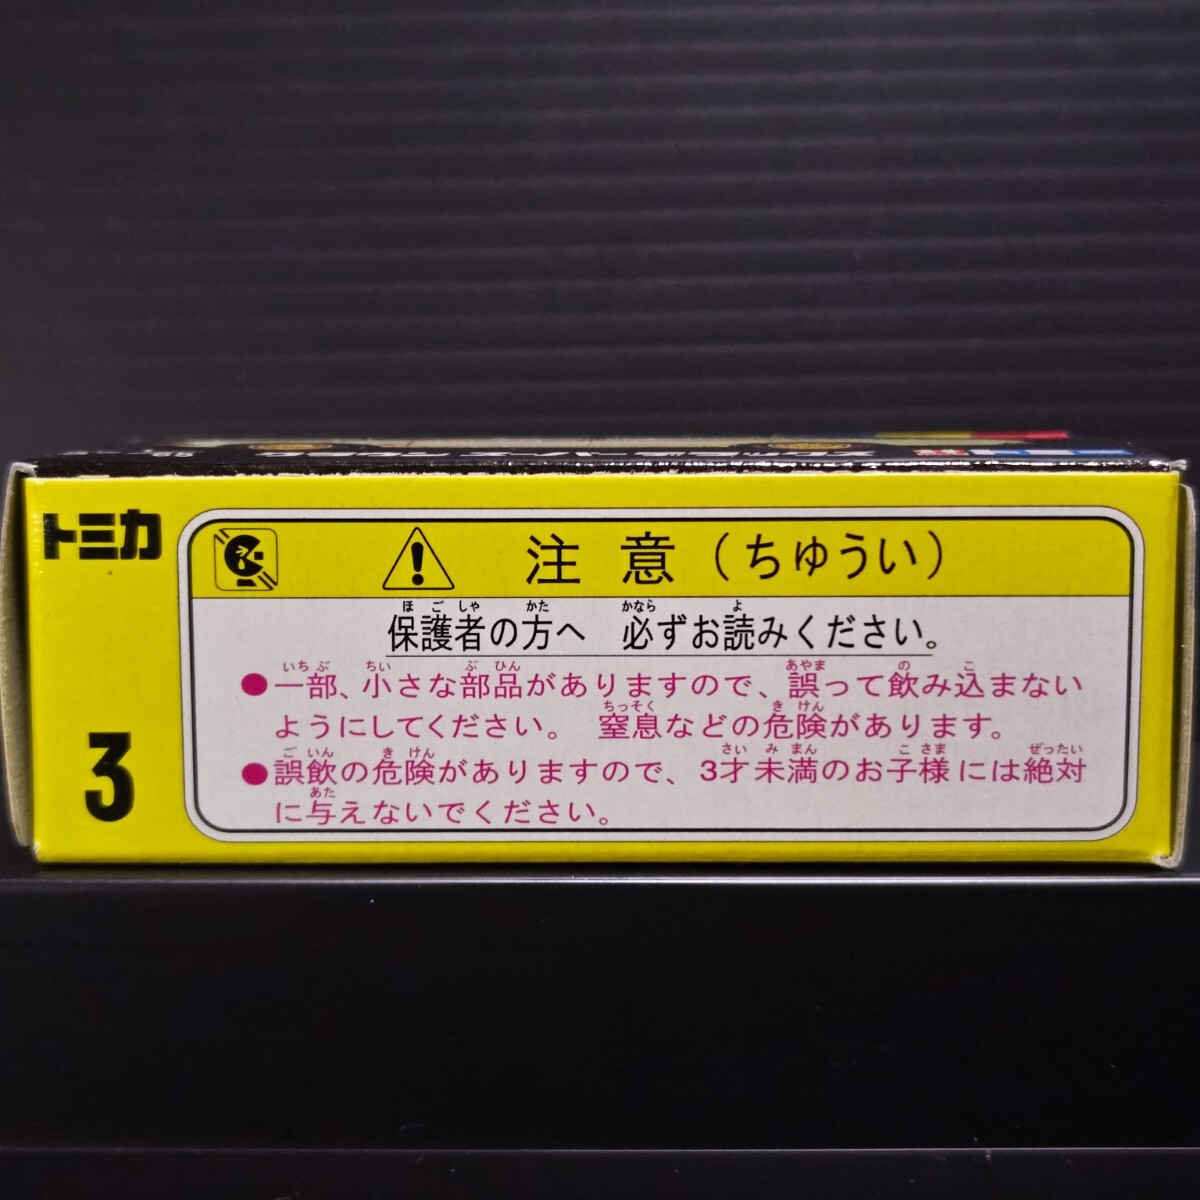 トミカ
3
注意（ちゅうい）
保護者の方へ 必ずお読みください。
ほごしゃ かた かなら よ
●一部、小さな部品がありますので、誤って飲み込まない
いちぶ ちい ぶひん あやま の こ
ようにしてください。 窒息などの危険があります。
ちっそく きけん
●誤飲の危険がありますので、3才未満のお子様には絶対
ごいん きけん さいみまん こさま ぜったい
に与えないでください。
あた